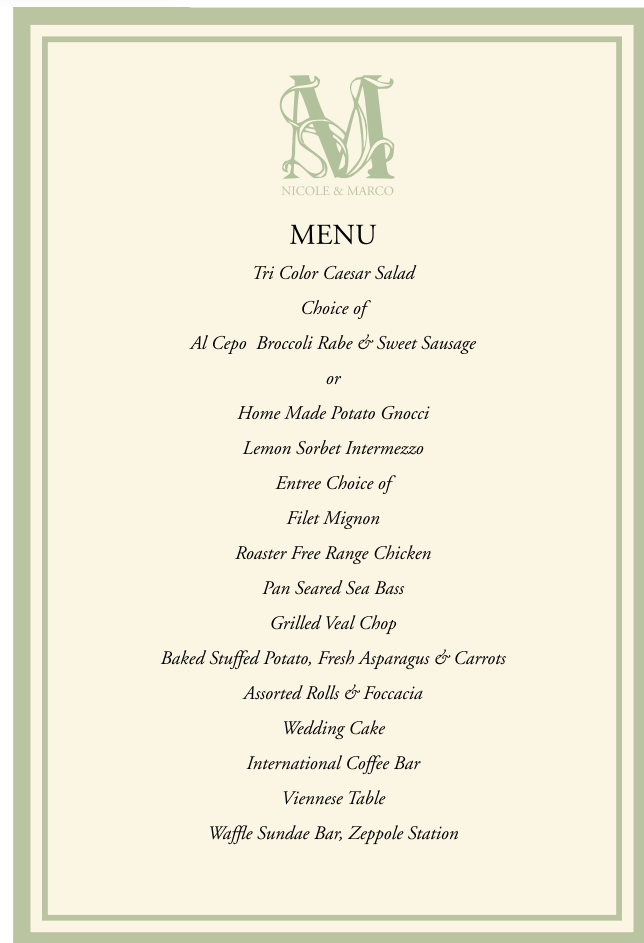 M
NICOLE & MARCO
MENU
Tri Color Caesar Salad
Choice of
Al Cepo Broccoli Rabe & Sweet Sausage
or
Home Made Potato Gnocci
Lemon Sorbet Intermezzo
Entree Choice of
Filet Mignon
Roaster Free Range Chicken
Pan Seared Sea Bass
Grilled Veal Chop
Baked Stuffed Potato, Fresh Asparagus & Carrots
Assorted Rolls & Foccacia
Wedding Cake
International Coffee Bar
Viennese Table
Waffle Sundae Bar, Zeppole Station